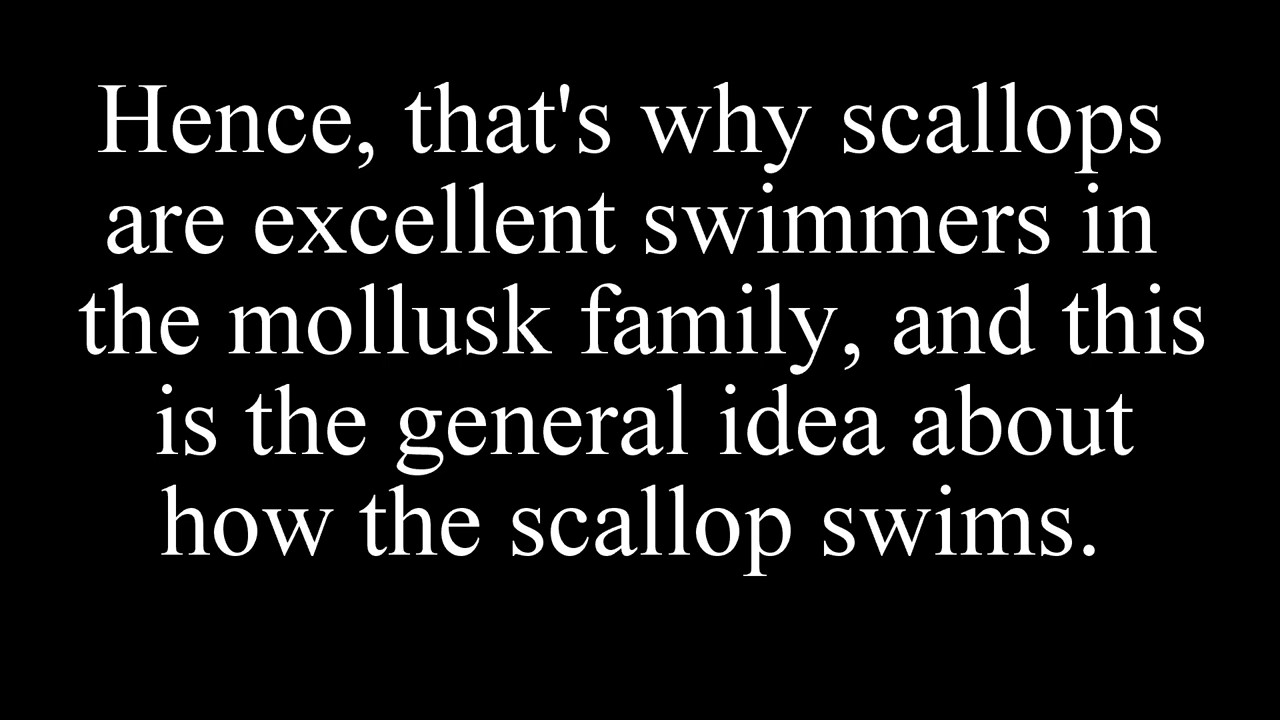 Hence, that's why scallops
are excellent swimmers in
the mollusk family, and this
is the general idea about
how the scallop swims.